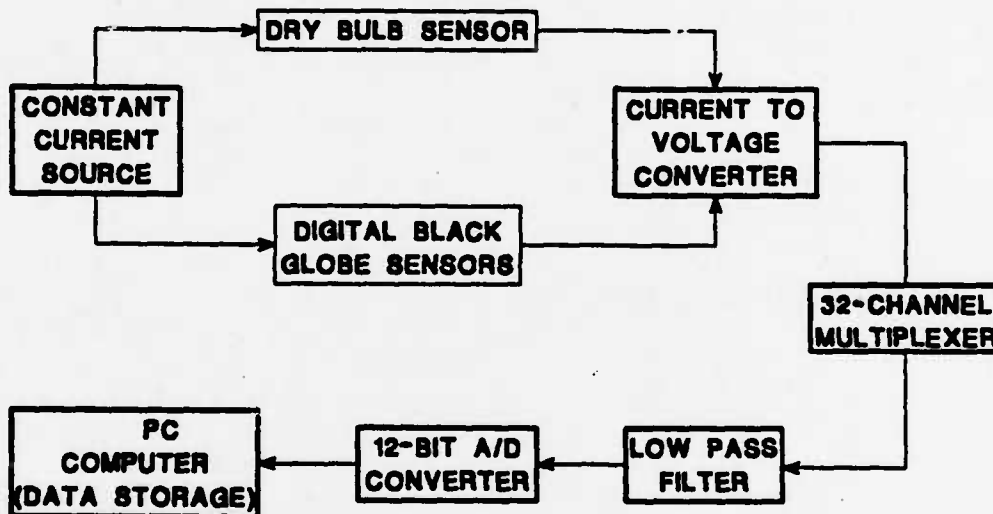 DRY BULB SENSOR
CONSTANT
CURRENT
SOURCE
CURRENT TO
VOLTAGE
CONVERTER
DIGITAL BLACK
GLOBE SENSORS
32-CHANNEL
MULTIPLEXER
PC
COMPUTER
(DATA STORAGE)
12-BIT A/D
CONVERTER
LOW PASS
FILTER